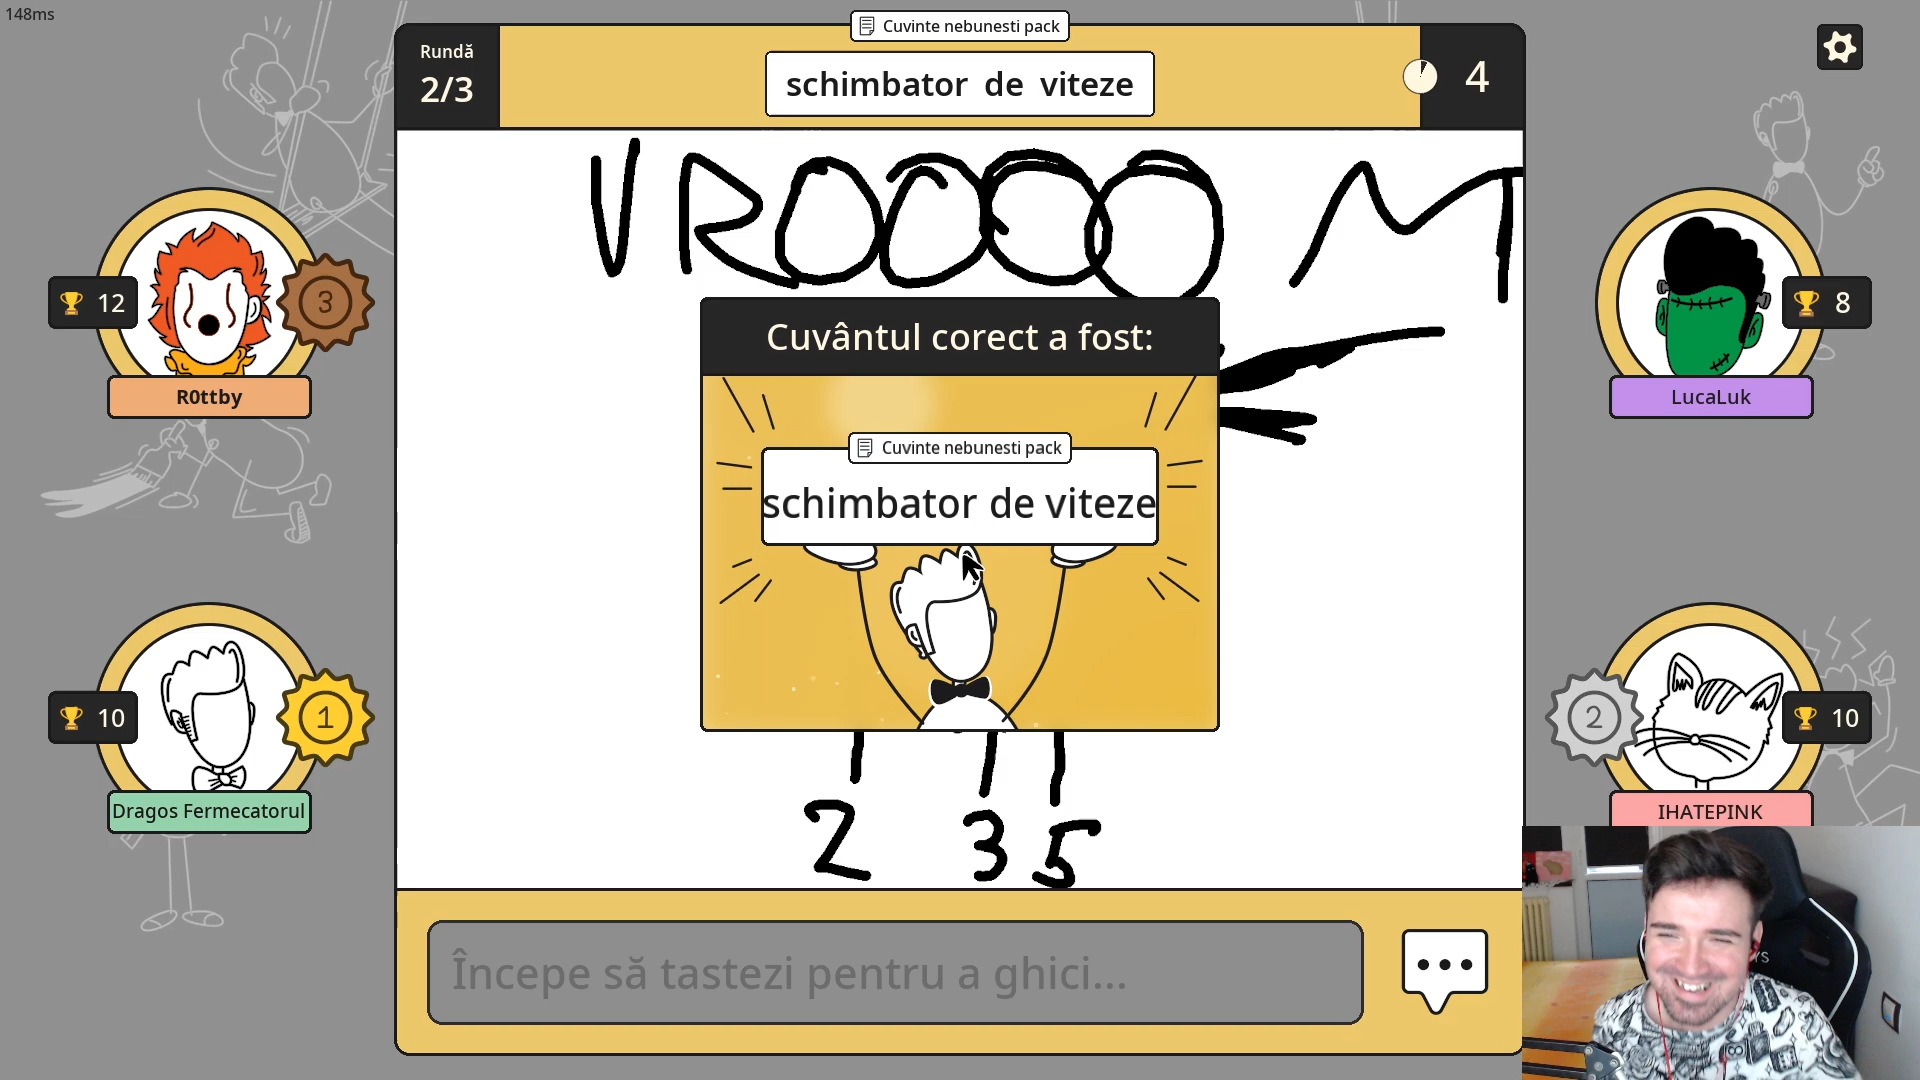 148ms
Cuvinte nebunesti pack
Rundă
2/3
schimbator de viteze
4
VROOOO M
12
3
R0ttby
8
LucaLuk
Cuvântul corect a fost:
Cuvinte nebunesti pack
schimbator de viteze
10
1
Dragos Fermecatorul
2
10
IHATEPINK
2 3 5
Începe să tastezi pentru a ghici...